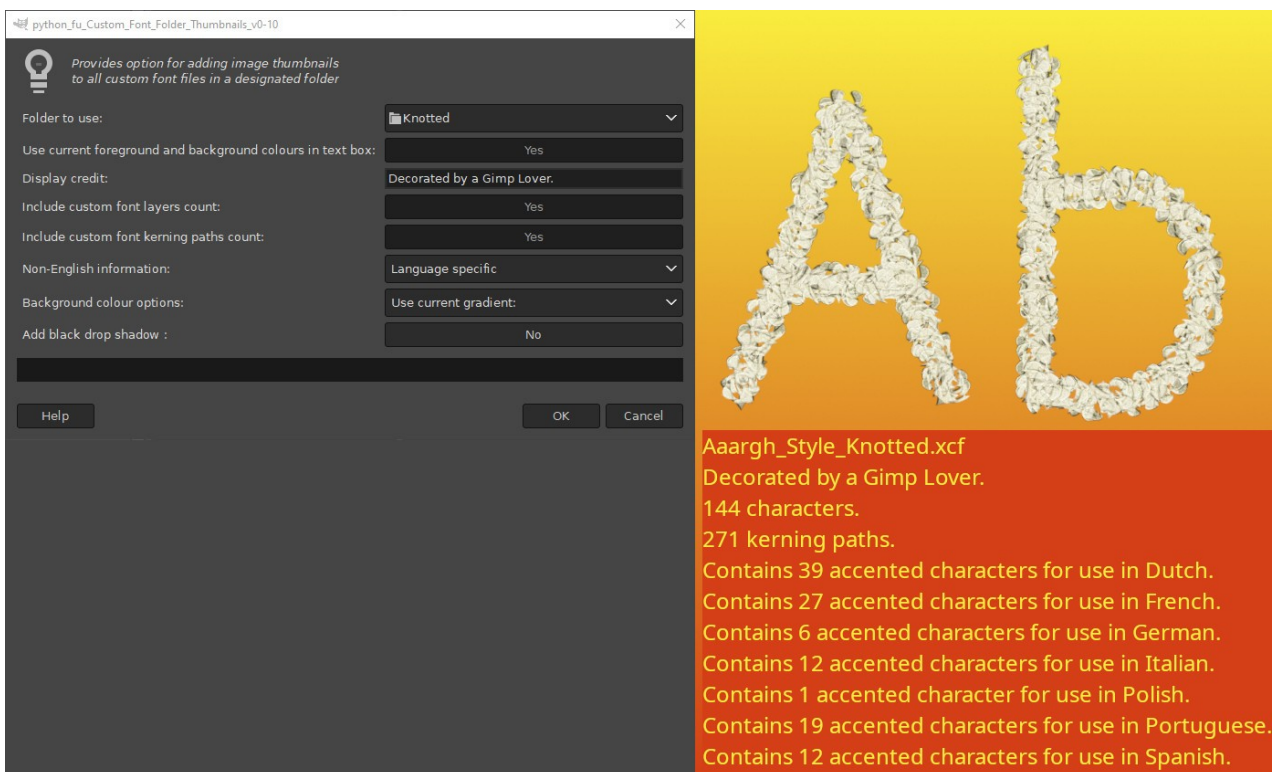 python_fu_Custom_Font_Folder_Thumbnails_v0-10
Provides option for adding image thumbnails
to all custom font files in a designated folder
Folder to use: Knotted
Use current foreground and background colours in text box: Yes
Display credit: Decorated by a Gimp Lover.
Include custom font layers count: Yes
Include custom font kerning paths count: Yes
Non-English information: Language specific
Background colour options: Use current gradient:
Add black drop shadow : No
Help OK Cancel
Ab
Aaargh_Style_Knotted.xcf
Decorated by a Gimp Lover.
144 characters.
271 kerning paths.
Contains 39 accented characters for use in Dutch.
Contains 27 accented characters for use in French.
Contains 6 accented characters for use in German.
Contains 12 accented characters for use in Italian.
Contains 1 accented character for use in Polish.
Contains 19 accented characters for use in Portuguese.
Contains 12 accented characters for use in Spanish.